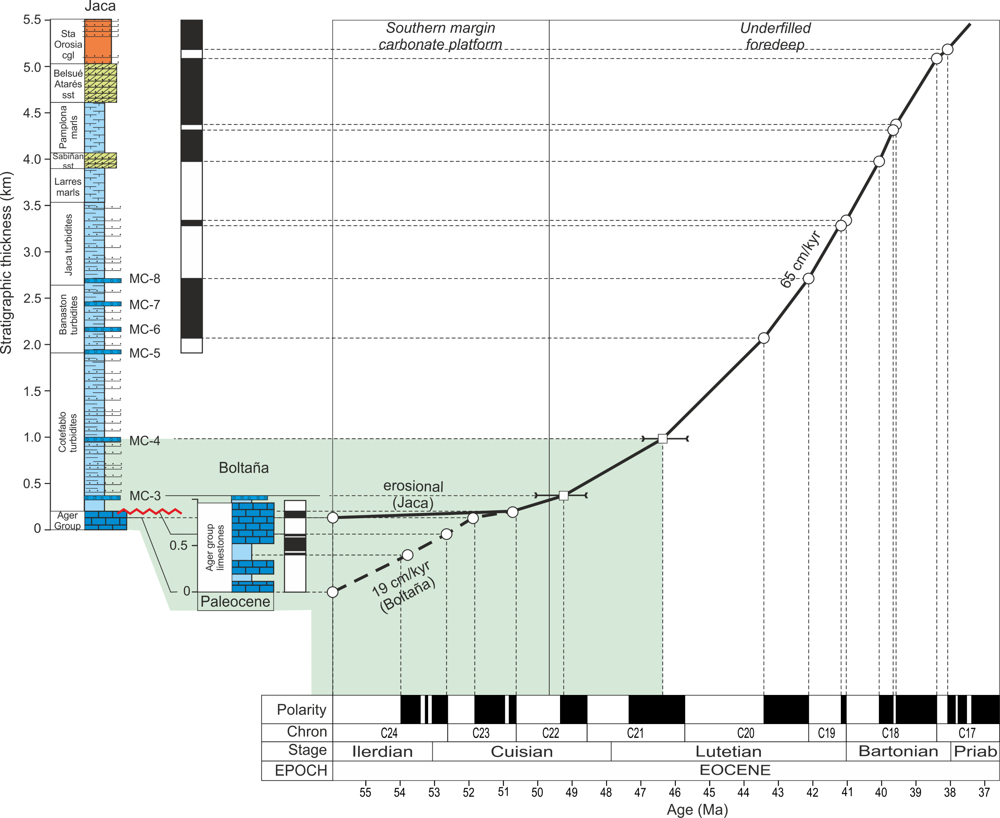 Jaca
Stratigraphic thickness (km)
5.5
5.0
4.5
4.0
3.5
3.0
2.5
2.0
1.5
1.0
0.5
0
Sta
Orosia
cgl
Belsué
Atarés
sst
Pamplona
marls
Sabiñan
sst
Larres
marls
Jaca turbidites
Banaston
turbidites
Cotefablo
turbidites
Ager
Group
MC-8
MC-7
MC-6
MC-5
MC-4
MC-3
Boltaña
0.5
0
Ager group
limestones
Paleocene
Southern margin
carbonate platform
Underfilled
foredeep
65 cm/kyr
erosional
(Jaca)
19 cm/kyr
(Boltaña)
Polarity
Chron
C24
C23
C22
C21
C20
C19
C18
C17
Stage
Ilerdian
Cuisian
Lutetian
Bartonian
Priab
EPOCH
EOCENE
55
54
53
52
51
50
49
48
47
46
45
44
43
42
41
40
39
38
37
Age (Ma)